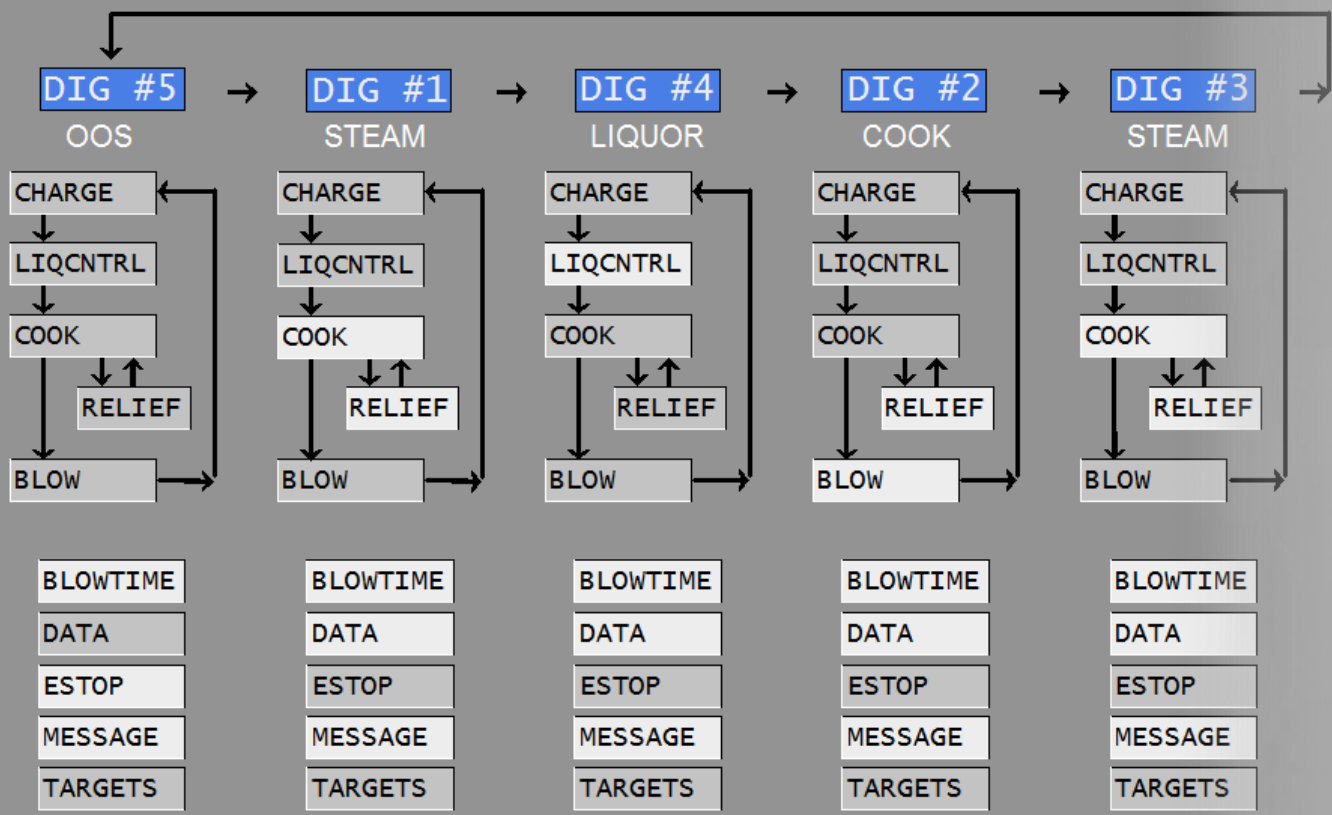 DIG #5 DIG #1 DIG #4 DIG #2 DIG #3
OOS STEAM LIQUOR COOK STEAM
CHARGE CHARGE CHARGE CHARGE CHARGE
LIQCNTRL LIQCNTRL LIQCNTRL LIQCNTRL LIQCNTRL
COOK COOK COOK COOK COOK
RELIEF RELIEF RELIEF RELIEF RELIEF
BLOW BLOW BLOW BLOW BLOW
BLOWTIME BLOWTIME BLOWTIME BLOWTIME BLOWTIME
DATA DATA DATA DATA DATA
ESTOP ESTOP ESTOP ESTOP ESTOP
MESSAGE MESSAGE MESSAGE MESSAGE MESSAGE
TARGETS TARGETS TARGETS TARGETS TARGETS